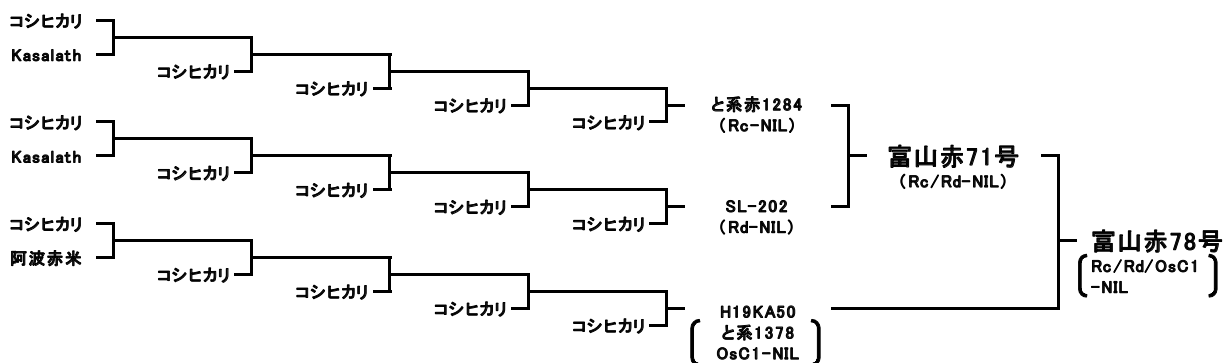 コシヒカリ
Kasalath
コシヒカリ
コシヒカリ
コシヒカリ
コシヒカリ
と系赤1284
(Rc-NIL)
コシヒカリ
Kasalath
コシヒカリ
コシヒカリ
コシヒカリ
コシヒカリ
SL-202
(Rd-NIL)
富山赤71号
(Rc/Rd-NIL)
コシヒカリ
阿波赤米
コシヒカリ
コシヒカリ
コシヒカリ
コシヒカリ
H19KA50
と系1378
OsC1-NIL
富山赤78号
Rc/Rd/OsC1
-NIL